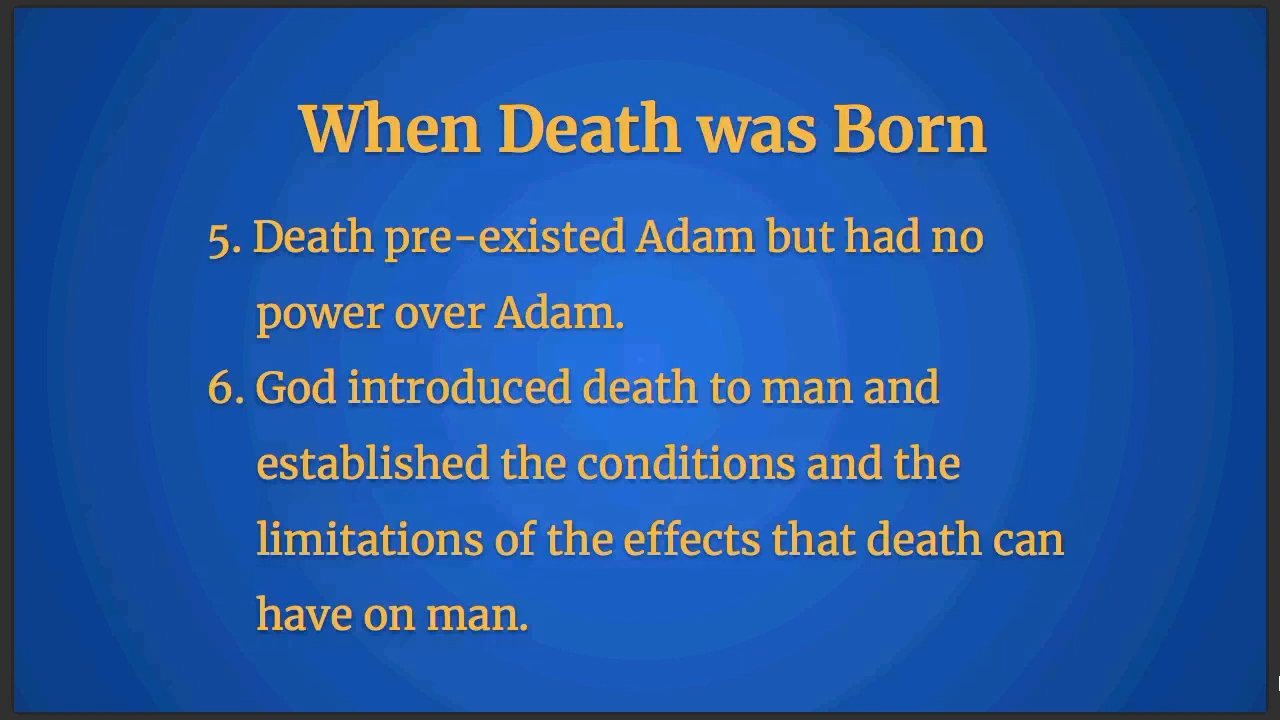 When Death was Born
5. Death pre-existed Adam but had no
power over Adam.
6. God introduced death to man and
established the conditions and the
limitations of the effects that death can
have on man.